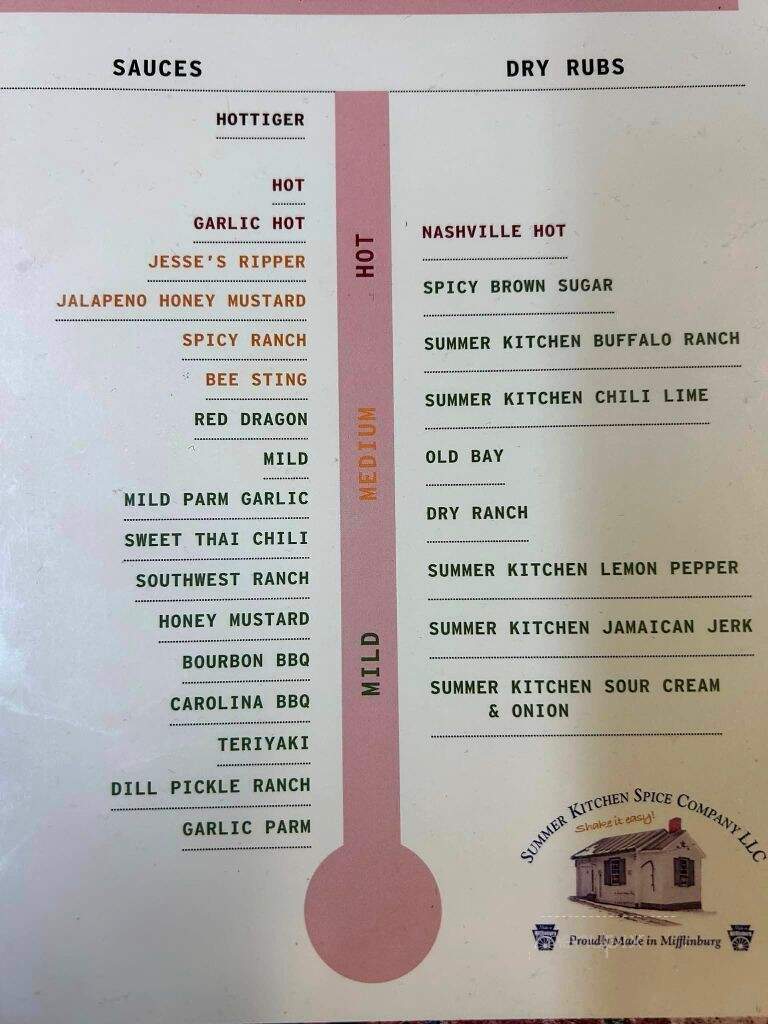 SAUCES
DRY RUBS
HOTTIGER
HOT
GARLIC HOT
JESSE'S RIPPER
JALAPENO HONEY MUSTARD
SPICY RANCH
BEE STING
RED DRAGON
MILD
MILD PARM GARLIC
SWEET THAI CHILI
SOUTHWEST RANCH
HONEY MUSTARD
BOURBON BBQ
CAROLINA BBQ
TERIYAKI
DILL PICKLE RANCH
GARLIC PARM
HOT
MEDIUM
MILD
NASHVILLE HOT
SPICY BROWN SUGAR
SUMMER KITCHEN BUFFALO RANCH
SUMMER KITCHEN CHILI LIME
OLD BAY
DRY RANCH
SUMMER KITCHEN LEMON PEPPER
SUMMER KITCHEN JAMAICAN JERK
SUMMER KITCHEN SOUR CREAM
& ONION
SUMMER KITCHEN SPICE COMPANY LLC
Shake it easy!
Proudly Made in Mifflinburg